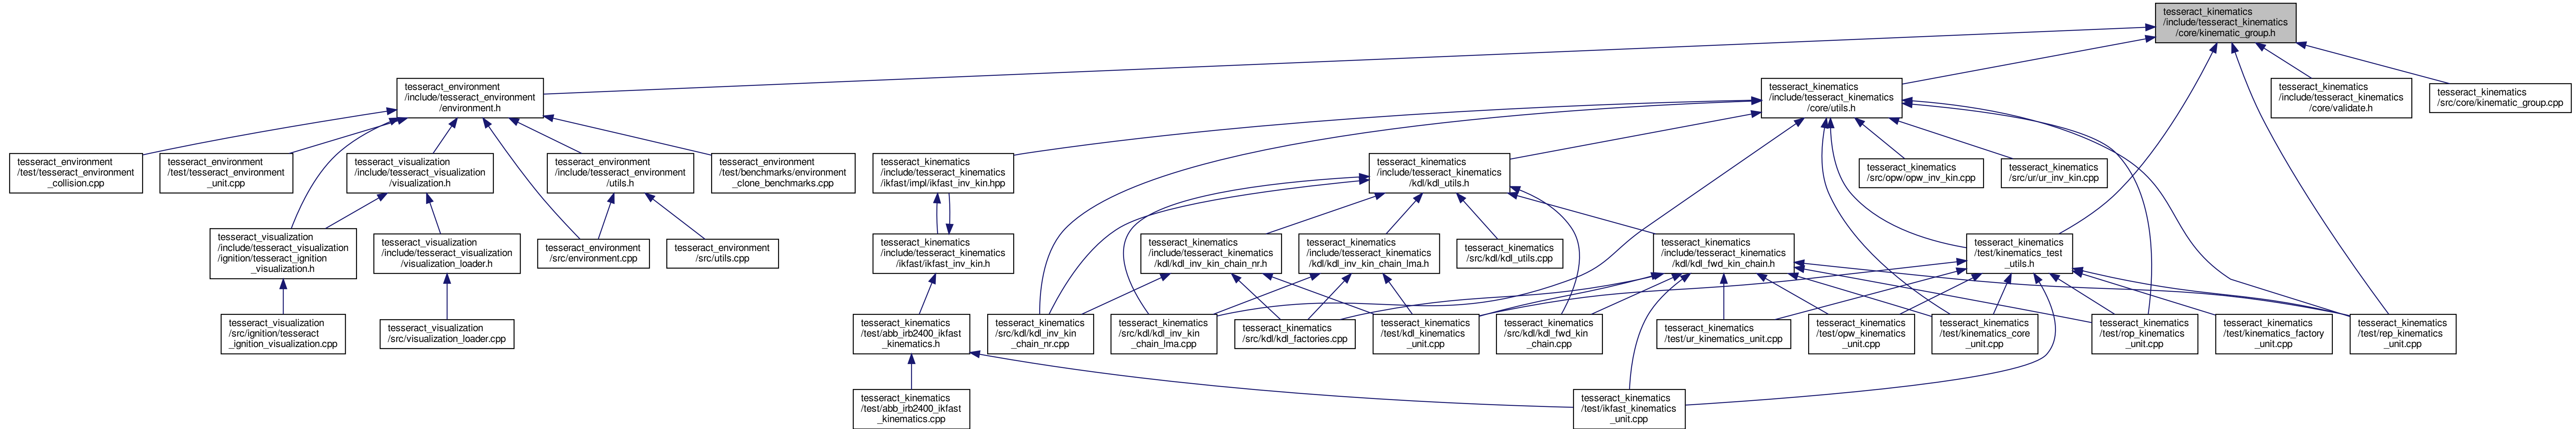 tesseract_kinematics
/include/tesseract_kinematics
/core/kinematic_group.h
tesseract_environment
/include/tesseract_environment
/environment.h
tesseract_kinematics
/include/tesseract_kinematics
/core/utils.h
tesseract_kinematics
/include/tesseract_kinematics
/core/validate.h
tesseract_kinematics
/src/core/kinematic_group.cpp
tesseract_environment
/test/tesseract_environment
_collision.cpp
tesseract_environment
/test/tesseract_environment
_unit.cpp
tesseract_visualization
/include/tesseract_visualization
/visualization.h
tesseract_environment
/include/tesseract_environment
/utils.h
tesseract_environment
/test/benchmarks/environment
_clone_benchmarks.cpp
tesseract_kinematics
/include/tesseract_kinematics
/ikfast/impl/ikfast_inv_kin.hpp
tesseract_kinematics
/include/tesseract_kinematics
/kdl/kdl_utils.h
tesseract_kinematics
/src/opw/opw_inv_kin.cpp
tesseract_kinematics
/src/ur/ur_inv_kin.cpp
tesseract_visualization
/include/tesseract_visualization
/ignition/tesseract_ignition
_visualization.h
tesseract_visualization
/include/tesseract_visualization
/visualization_loader.h
tesseract_environment
/src/environment.cpp
tesseract_environment
/src/utils.cpp
tesseract_kinematics
/include/tesseract_kinematics
/ikfast/ikfast_inv_kin.h
tesseract_kinematics
/include/tesseract_kinematics
/kdl/kdl_inv_kin_chain_nr.h
tesseract_kinematics
/include/tesseract_kinematics
/kdl/kdl_inv_kin_chain_lma.h
tesseract_kinematics
/src/kdl/kdl_utils.cpp
tesseract_kinematics
/include/tesseract_kinematics
/kdl/kdl_fwd_kin_chain.h
tesseract_kinematics
/test/kinematics_test
_utils.h
tesseract_visualization
/src/ignition/tesseract
_ignition_visualization.cpp
tesseract_visualization
/src/visualization_loader.cpp
tesseract_kinematics
/test/abb_irb2400_ikfast
_kinematics.h
tesseract_kinematics
/src/kdl/kdl_inv_kin
_chain_nr.cpp
tesseract_kinematics
/src/kdl/kdl_inv_kin
_chain_lma.cpp
tesseract_kinematics
/src/kdl/kdl_factories.cpp
tesseract_kinematics
/test/kdl_kinematics
_unit.cpp
tesseract_kinematics
/src/kdl/kdl_fwd_kin
_chain.cpp
tesseract_kinematics
/test/ur_kinematics_unit.cpp
tesseract_kinematics
/test/opw_kinematics
_unit.cpp
tesseract_kinematics
/test/kinematics_core
_unit.cpp
tesseract_kinematics
/test/rop_kinematics
_unit.cpp
tesseract_kinematics
/test/kinematics_factory
_unit.cpp
tesseract_kinematics
/test/rep_kinematics
_unit.cpp
tesseract_kinematics
/test/abb_irb2400_ikfast
_kinematics.cpp
tesseract_kinematics
/test/ikfast_kinematics
_unit.cpp